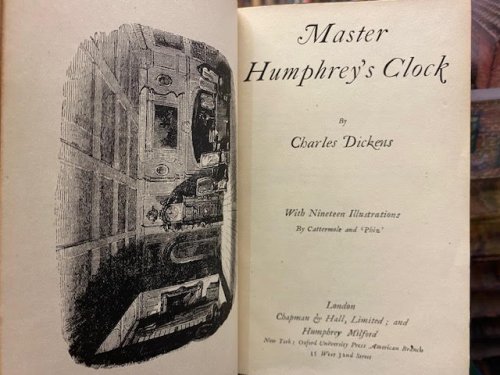 Master
Humphrey's Clock
By
Charles Dickens
With Nineteen Illustrations
By Cattermole and 'Phiz'
London
Chapman & Hall, Limited; and
Humphrey Milford
New York: Oxford University Press American Branch
35 West 32nd Street